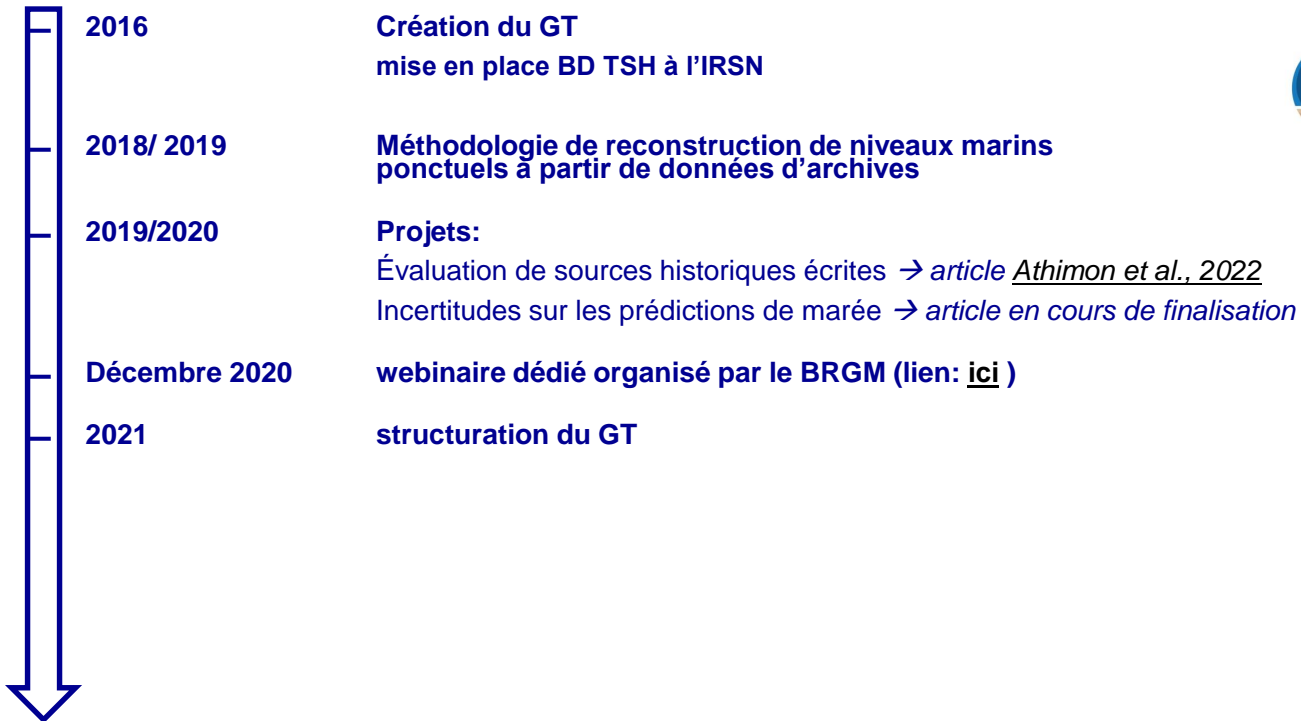 2016 Création du GT
mise en place BD TSH à l’IRSN
2018/ 2019 Méthodologie de reconstruction de niveaux marins
ponctuels à partir de données d’archives
2019/2020 Projets:
Évaluation de sources historiques écrites → article Athimon et al., 2022
Incertitudes sur les prédictions de marée → article en cours de finalisation
Décembre 2020 webinaire dédié organisé par le BRGM (lien: ici )
2021 structuration du GT